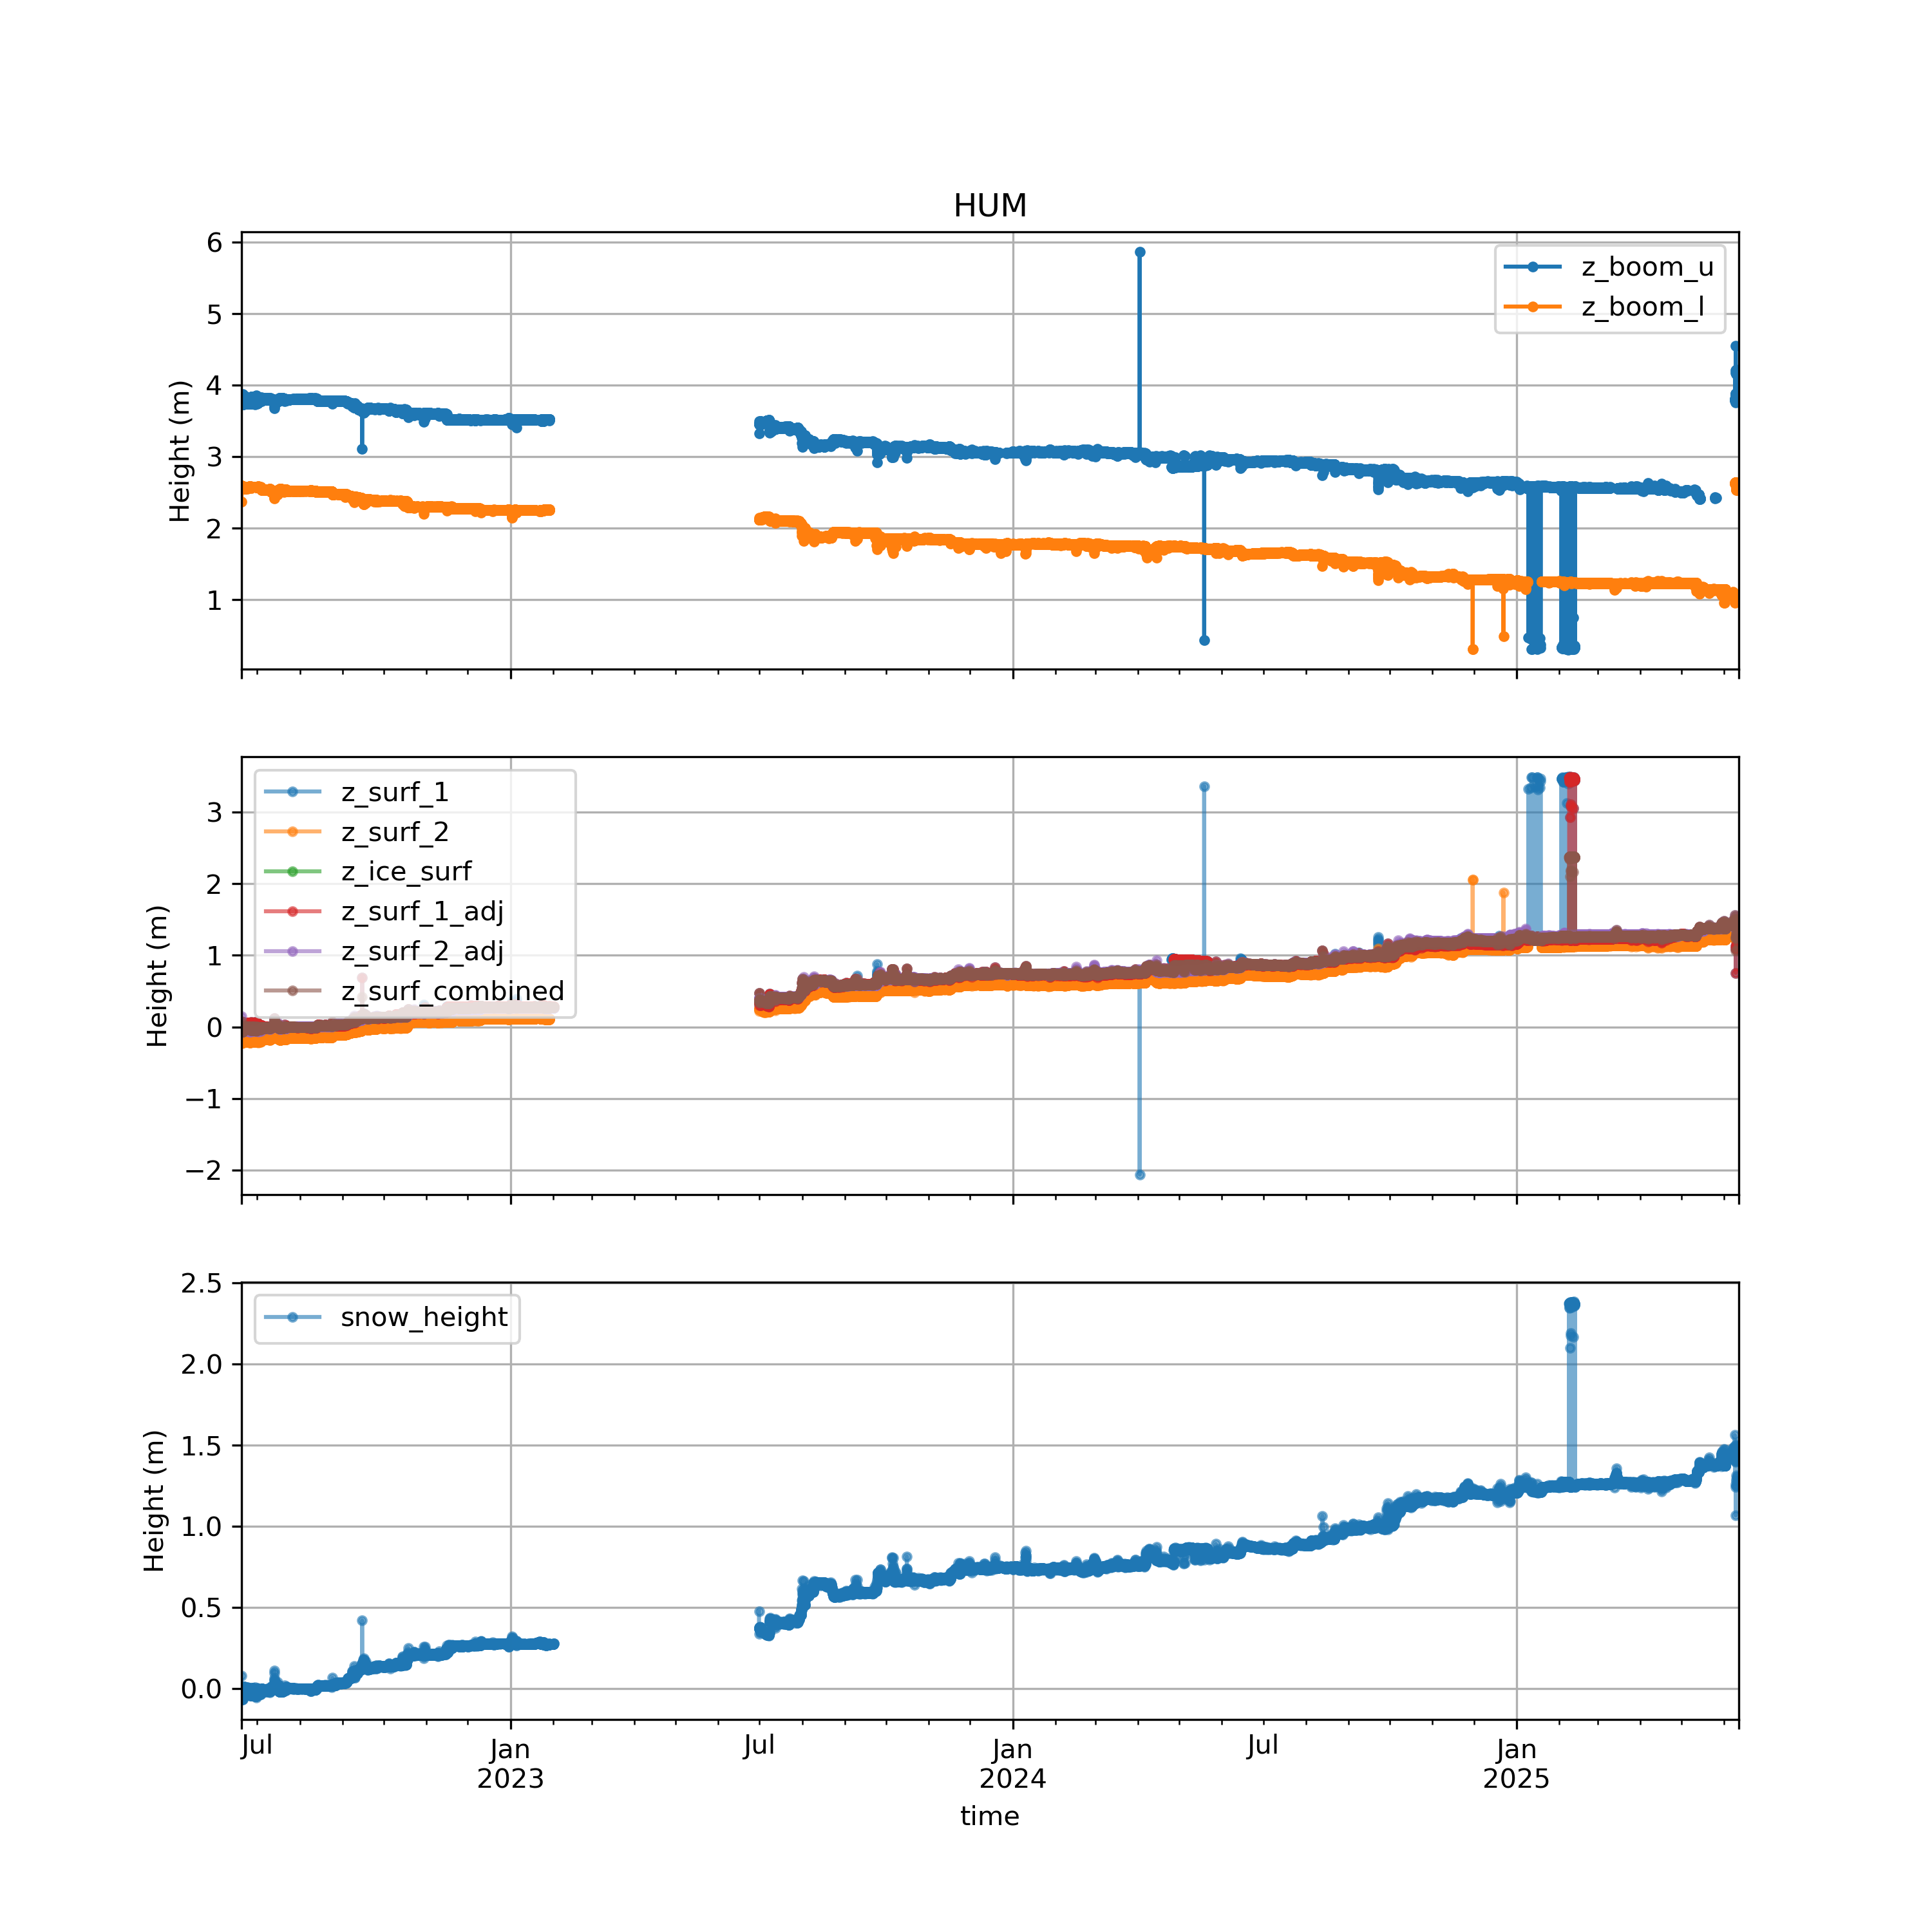 HUM
6
5
4
3
2
1
Height (m)
z_boom_u
z_boom_l
3
2
1
0
−1
−2
Height (m)
z_surf_1
z_surf_2
z_ice_surf
z_surf_1_adj
z_surf_2_adj
z_surf_combined
2.5
2.0
1.5
1.0
0.5
0.0
Height (m)
snow_height
Jul Jan Jul Jan Jul Jan
2023 2024 2025
time